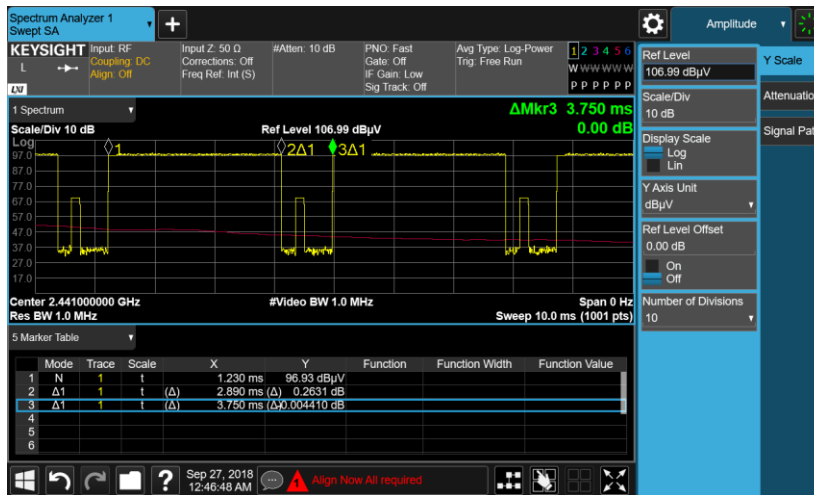 Spectrum Analyzer 1
Swept SA
+
Amplitude
KEYSIGHT
L
LXI
Input: RF
Coupling: DC
Align: Off
Input Z: 50 Ω
Corrections: Off
Freq Ref: Int (S)
#Atten: 10 dB
PNO: Fast
Gate: Off
IF Gain: Low
Sig Track: Off
Avg Type: Log-Power
Trig: Free Run
1 2 3 4 5 6
W W W W W W
P P P P P P
1 Spectrum
ΔMkr3 3.750 ms
0.00 dB
Scale/Div 10 dB
Ref Level 106.99 dBµV
Log
1
2Δ1
3Δ1
97.0
87.0
77.0
67.0
57.0
47.0
37.0
27.0
17.0
Center 2.441000000 GHz
#Video BW 1.0 MHz
Span 0 Hz
Res BW 1.0 MHz
Sweep 10.0 ms (1001 pts)
5 Marker Table
Mode Trace Scale X Y Function Function Width Function Value
1 N 1 t 1.230 ms 96.93 dBµV
2 Δ1 1 t (Δ) 2.890 ms (Δ) 0.2631 dB
3 Δ1 1 t (Δ) 3.750 ms (Δ)-0.004410 dB
4
5
6
?
Sep 27, 2018
12:46:48 AM
1
Align Now All required
Ref Level
106.99 dBµV
Scale/Div
10 dB
Display Scale
Log
Lin
Y Axis Unit
dBµV
Ref Level Offset
0.00 dB
On
Off
Number of Divisions
10
Y Scale
Attenuatio
Signal Pat